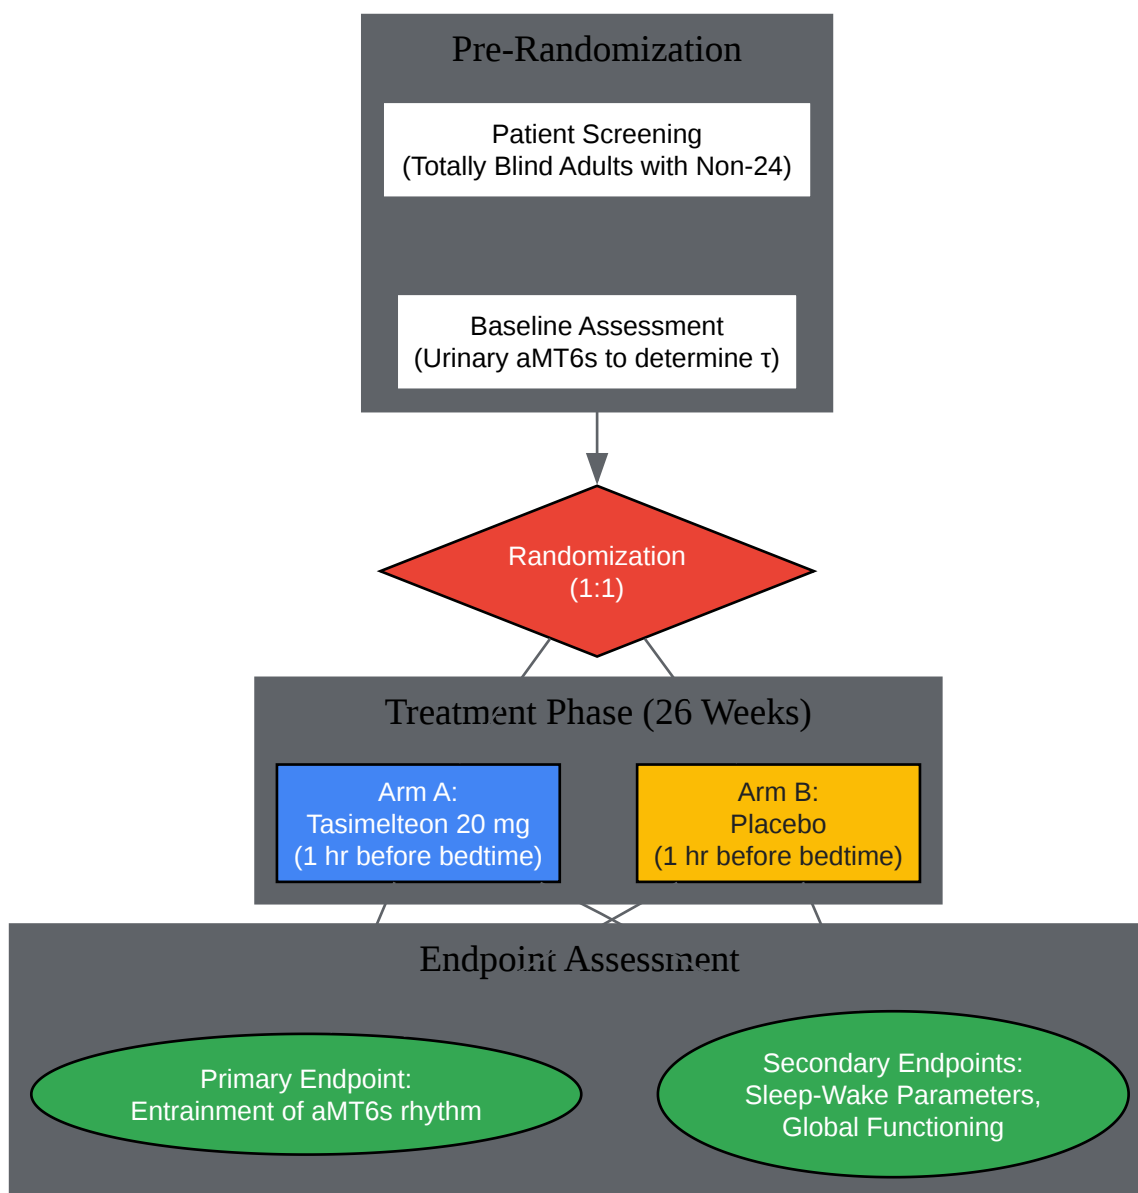 Pre-Randomization
Patient Screening
(Totally Blind Adults with Non-24)
Baseline Assessment
(Urinary aMT6s to determine τ)
Randomization
(1:1)
Treatment Phase (26 Weeks)
Arm A:
Tasimelteon 20 mg
(1 hr before bedtime)
Arm B:
Placebo
(1 hr before bedtime)
Endpoint Assessment
Primary Endpoint:
Entrainment of aMT6s rhythm
Secondary Endpoints:
Sleep-Wake Parameters,
Global Functioning